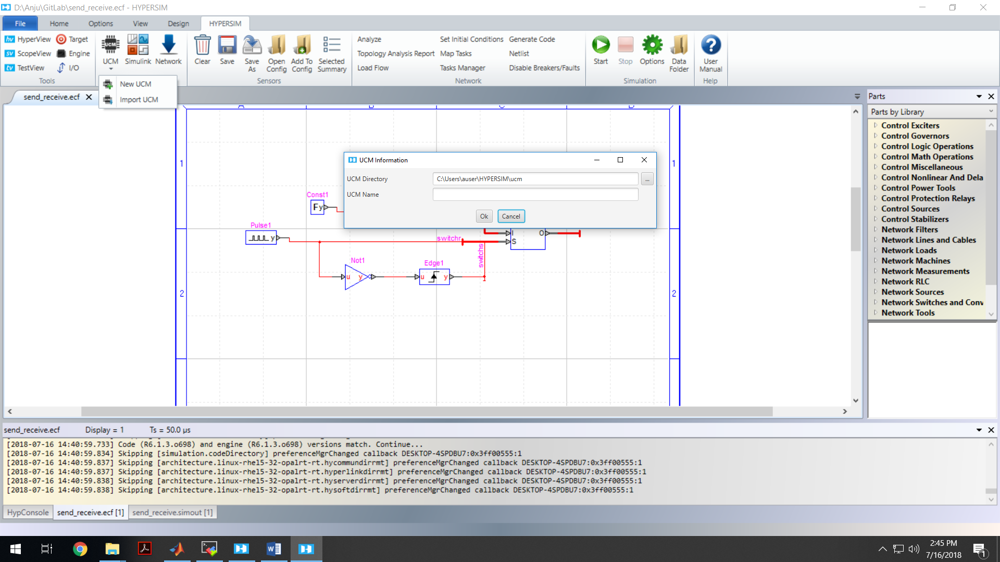 D:\Anju\GitLab\send_receive.ecf - HYPERSIM
File Home Options View Design HYPERSIM
hv HyperView Target
sv ScopeView Engine
tv TestView I/O
Tools
UCM
UCM Simulink Network
Clear Save Save As Open Config Add To Config Selected Summary
Sensors
Analyze Set Initial Conditions Generate Code
Topology Analysis Report Map Tasks Netlist
Load Flow Tasks Manager Disable Breakers/Faults
Network
Start Stop Options Data Folder
Simulation
User Manual
Help
New UCM
Import UCM
send_receive.ecf
A B C D
1 1
2 2
UCM Information
UCM Directory C:\Users\auser\HYPERSIM\ucm ...
UCM Name
Ok Cancel
Const1
F y
Pulse1
y
switchr
I O
S
switchs
Not1
u y
Edge1
u y
Parts
Parts by Library
Control Exciters
Control Governors
Control Logic Operations
Control Math Operations
Control Miscellaneous
Control Nonlinear And Dela
Control Power Tools
Control Protection Relays
Control Sources
Control Stabilizers
Network Filters
Network Lines and Cables
Network Loads
Network Machines
Network Measurements
Network RLC
Network Sources
Network Switches and Conv
Network Tools
send_receive.ecf Display = 1 Ts = 50.0 µs
[2018-07-16 14:40:59.733] Code (R6.1.3.o698) and engine (R6.1.3.o698) versions match. Continue...
[2018-07-16 14:40:59.834] Skipping [simulation.codeDirectory] preferenceMgrChanged callback DESKTOP-4SPDBU7:0x3ff00555:1
[2018-07-16 14:40:59.837] Skipping [architecture.linux-rhel5-32-opalrt-rt.hycommundirrmt] preferenceMgrChanged callback DESKTOP-4SPDBU7:0x3ff00555:1
[2018-07-16 14:40:59.837] Skipping [architecture.linux-rhel5-32-opalrt-rt.hyperlinkdirrmt] preferenceMgrChanged callback DESKTOP-4SPDBU7:0x3ff00555:1
[2018-07-16 14:40:59.838] Skipping [architecture.linux-rhel5-32-opalrt-rt.hyserverdirrmt] preferenceMgrChanged callback DESKTOP-4SPDBU7:0x3ff00555:1
[2018-07-16 14:40:59.838] Skipping [architecture.linux-rhel5-32-opalrt-rt.hysoftdirrmt] preferenceMgrChanged callback DESKTOP-4SPDBU7:0x3ff00555:1
HypConsole send_receive.ecf [1] send_receive.simout [1]
2:45 PM
7/16/2018
1